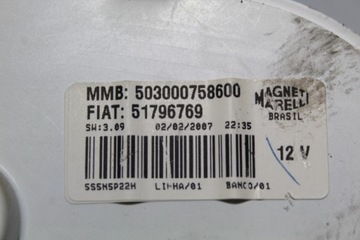 MMB: 503000758600
FIAT: 51796769
MAGNETI
MARELLI
BRASIL
SW:3.09 02/02/2007 22:35
12 V
SSSNSP22H LINHA/01 BANCO/01